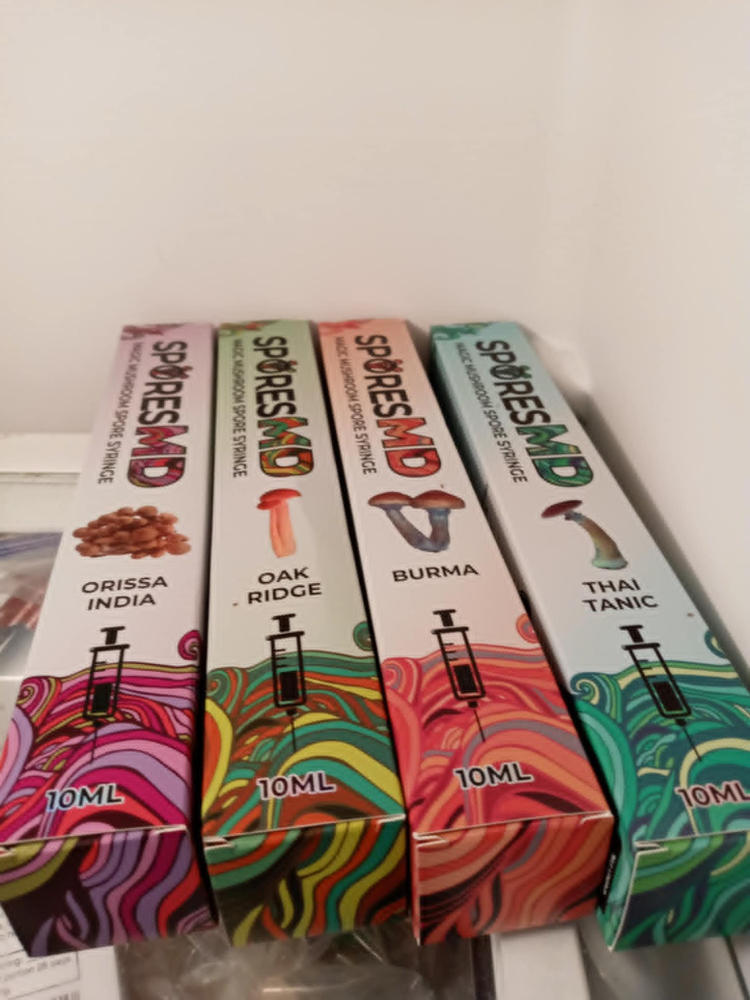 SPORESMD
MAGIC MUSHROOM SPORE SYRINGE
ORISSA
INDIA
10ML
SPORESMD
MAGIC MUSHROOM SPORE SYRINGE
OAK
RIDGE
10ML
SPORESMD
MAGIC MUSHROOM SPORE SYRINGE
BURMA
10ML
SPORESMD
MAGIC MUSHROOM SPORE SYRINGE
THAI
TANIC
10ML